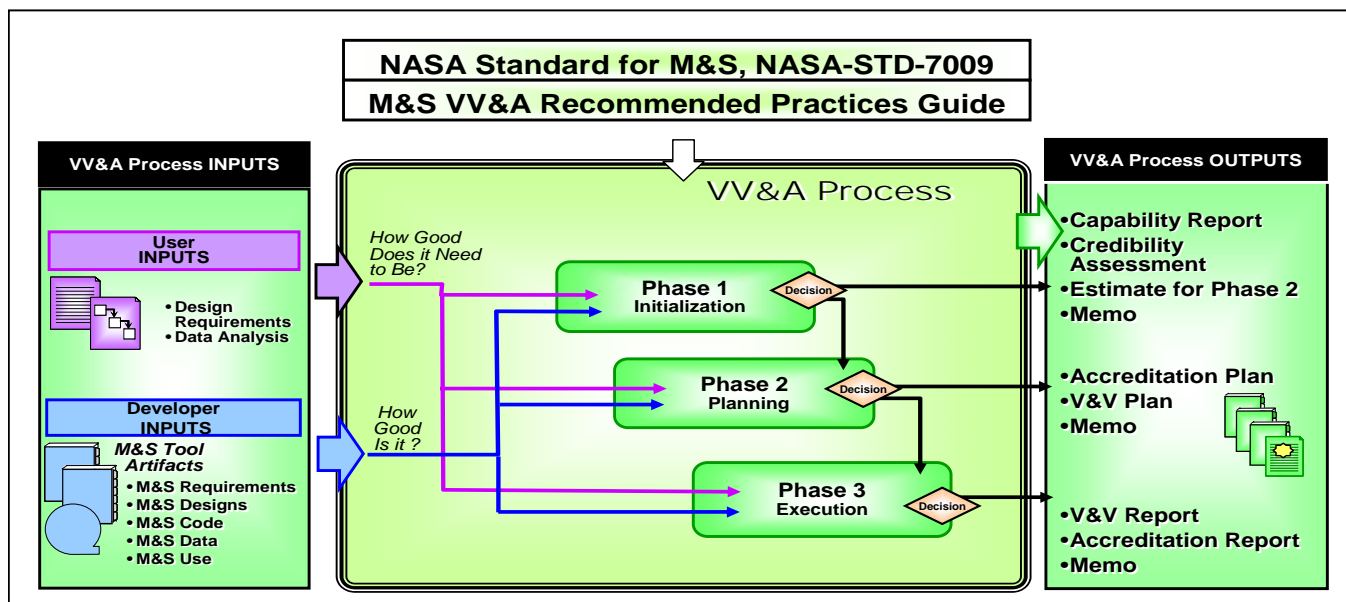 NASA Standard for M&S, NASA-STD-7009
M&S VV&A Recommended Practices Guide
VV&A Process INPUTS
User
INPUTS
• Design
Requirements
• Data Analysis
Developer
INPUTS
M&S Tool
Artifacts
• M&S Requirements
• M&S Designs
• M&S Code
• M&S Data
• M&S Use
VV&A Process
How Good
Does it Need
to Be?
How
Good
Is it ?
Phase 1
Initialization
Decision
Phase 2
Planning
Decision
Phase 3
Execution
Decision
VV&A Process OUTPUTS
•Capability Report
•Credibility
Assessment
•Estimate for Phase 2
•Memo
•Accreditation Plan
•V&V Plan
•Memo
•V&V Report
•Accreditation Report
•Memo